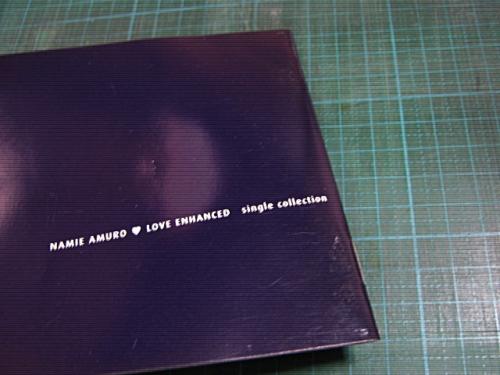 NAMIE AMURO ♥ LOVE ENHANCED single collection